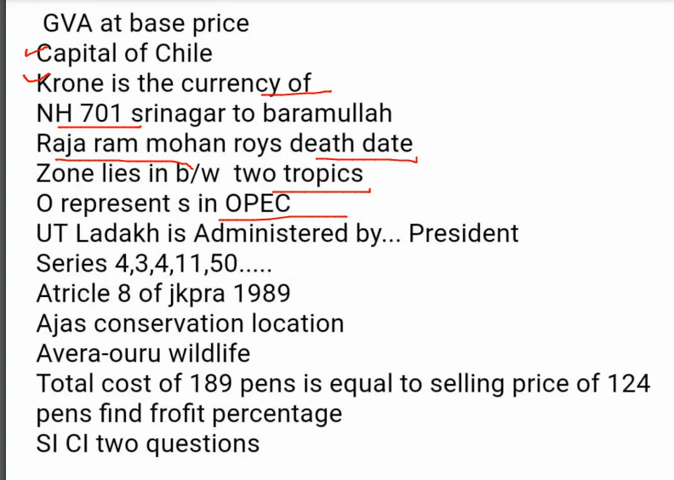 GVA at base price
Capital of Chile
Krone is the currency of
NH 701 srinagar to baramullah
Raja ram mohan roys death date
Zone lies in b/w two tropics
O represent s in OPEC
UT Ladakh is Administered by... President
Series 4,3,4,11,50.....
Atricle 8 of jkpra 1989
Ajas conservation location
Avera-ouru wildlife
Total cost of 189 pens is equal to selling price of 124
pens find frofit percentage
SI CI two questions